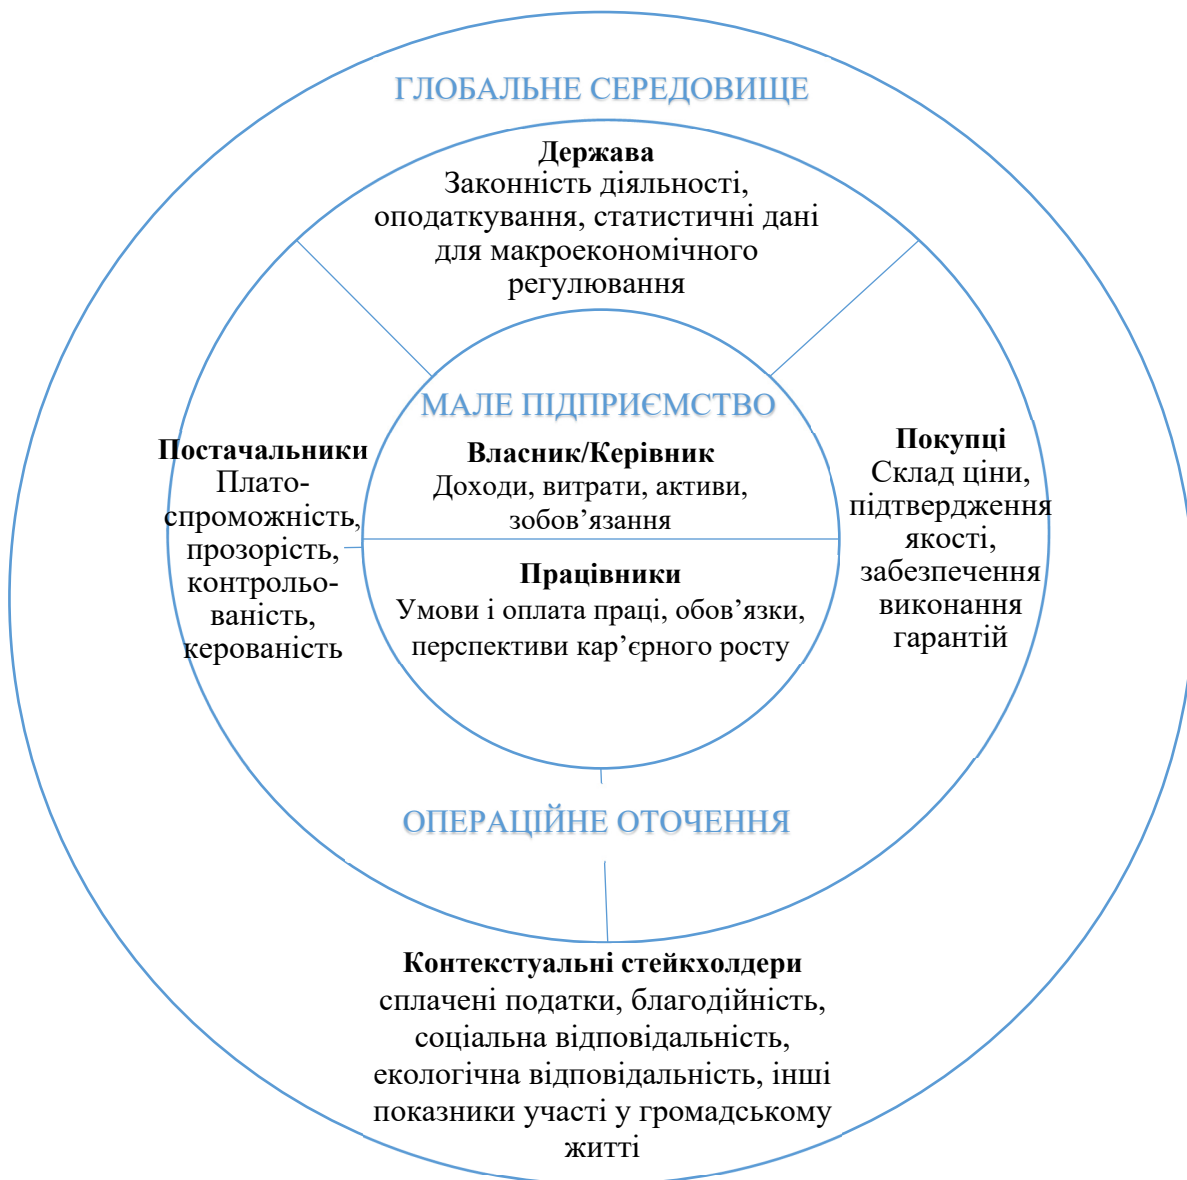 ГЛОБАЛЬНЕ СЕРЕДОВИЩЕ
Держава
Законність діяльності,
оподаткування, статистичні дані
для макроекономічного
регулювання
МАЛЕ ПІДПРИЄМСТВО
Власник/Керівник
Доходи, витрати, активи,
зобов’язання
Працівники
Умови і оплата праці, обов’язки,
перспективи кар’єрного росту
Постачальники
Плато-
спроможність,
прозорість,
контрольо-
ваність,
керованість
Покупці
Склад ціни,
підтвердження
якості,
забезпечення
виконання
гарантій
ОПЕРАЦІЙНЕ ОТОЧЕННЯ
Контекстуальні стейкхолдери
сплачені податки, благодійність,
соціальна відповідальність,
екологічна відповідальність, інші
показники участі у громадському
житті